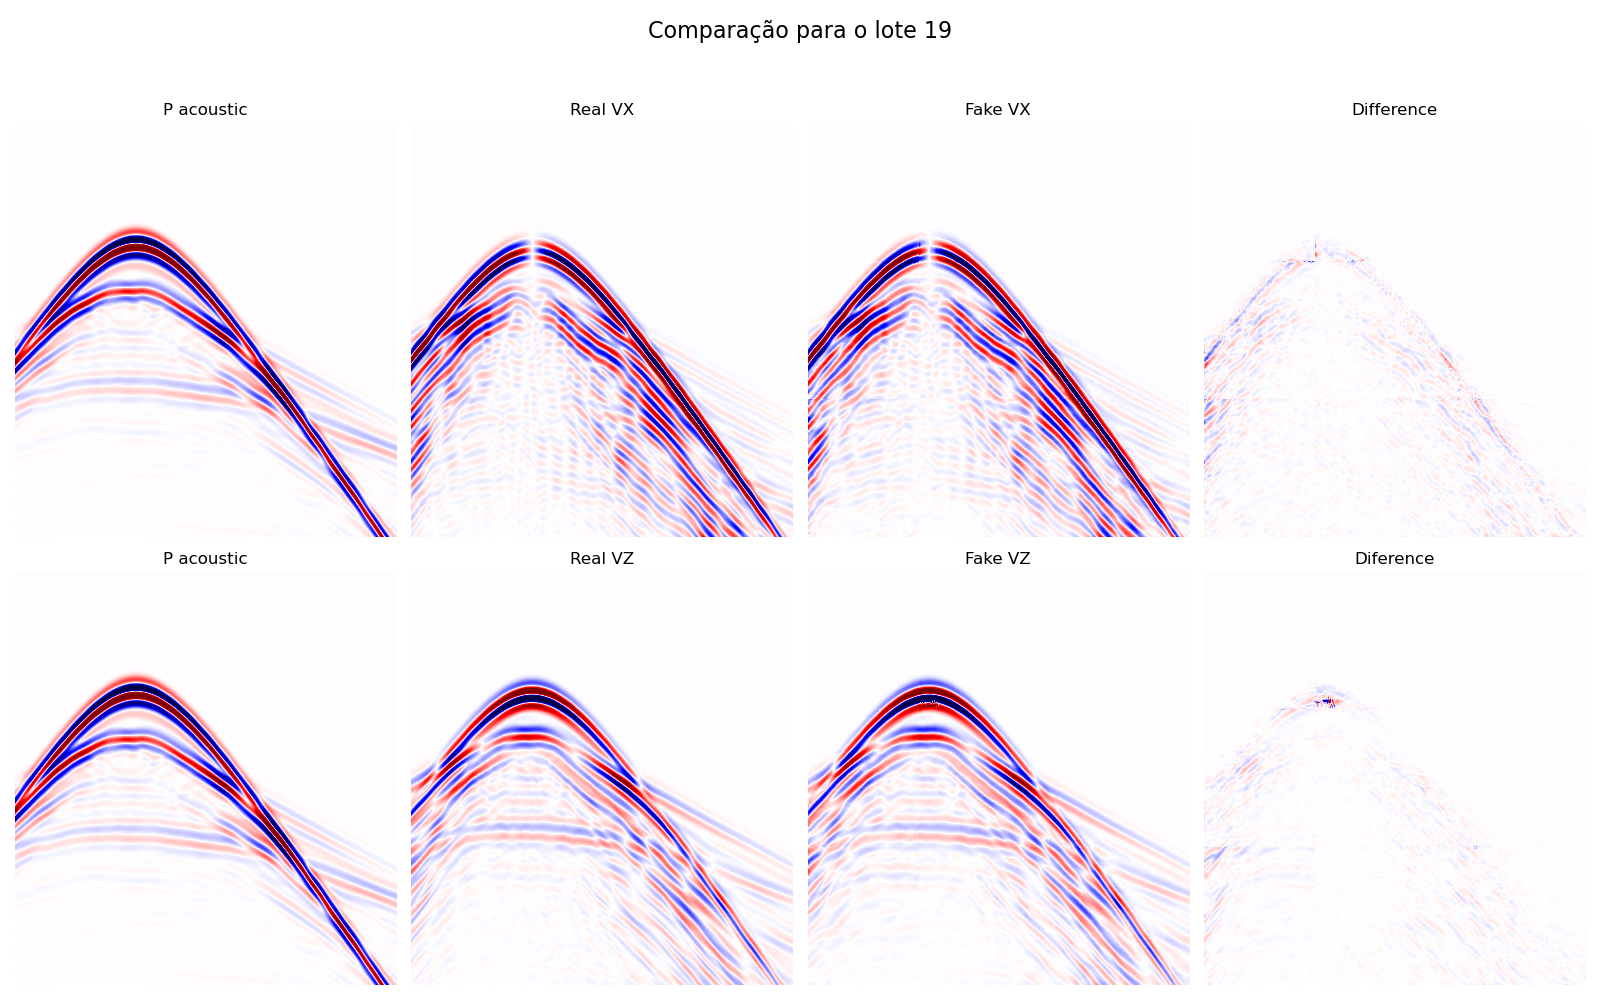 Comparação para o lote 19
P acoustic
Real VX
Fake VX
Difference
P acoustic
Real VZ
Fake VZ
Diference